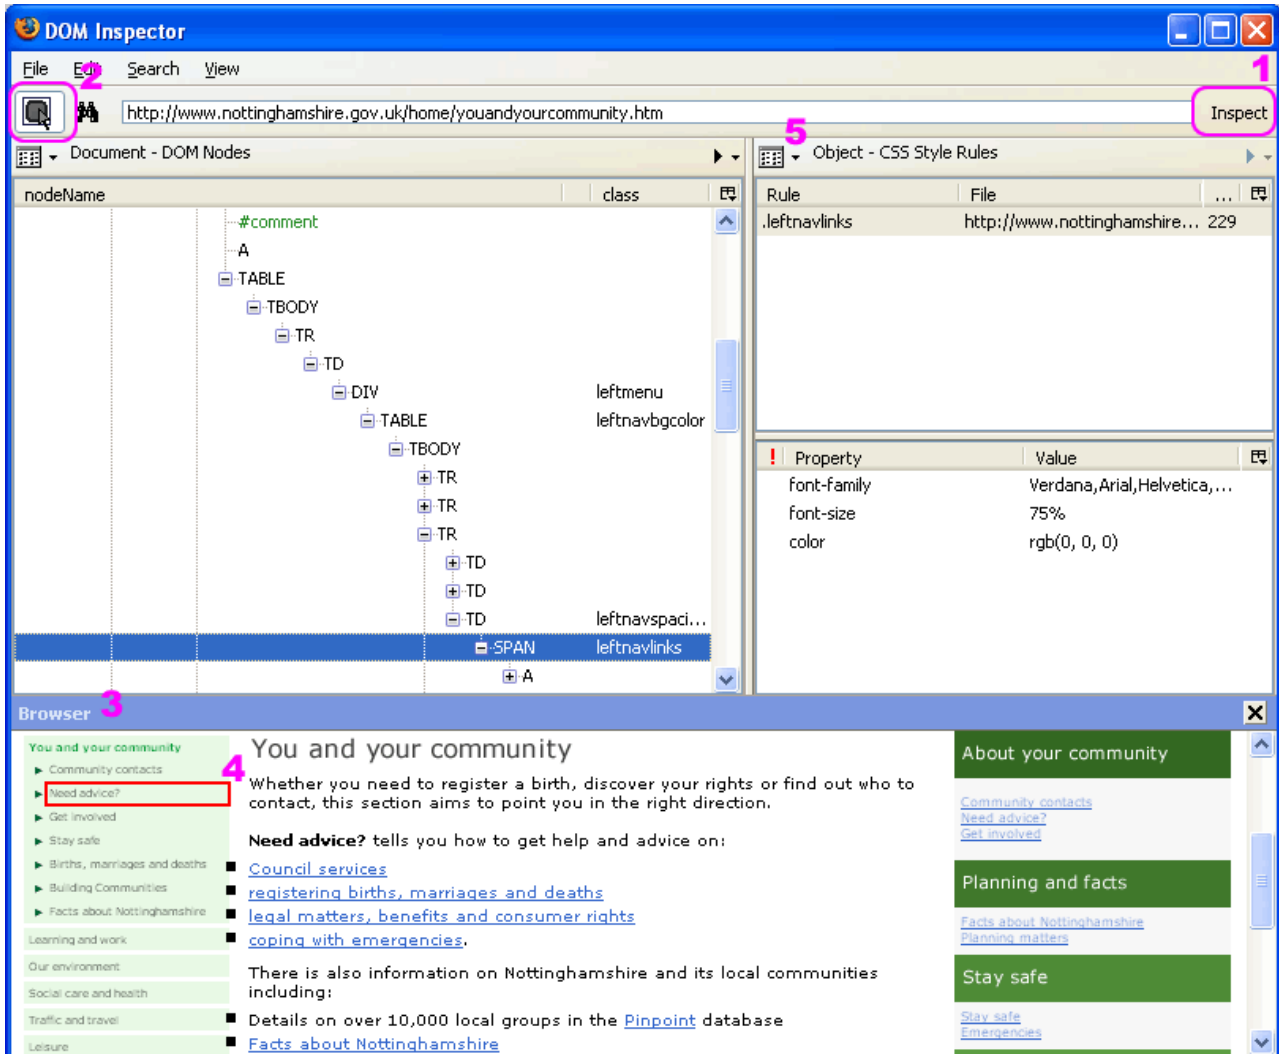 DOM Inspector
File Edit Search View
2
1
http://www.nottinghamshire.gov.uk/home/youandyourcommunity.htm
Inspect
5
Document - DOM Nodes
Object - CSS Style Rules
nodeName class
Rule File ...
#comment
.leftnavlinks http://www.nottinghamshire... 229
A
TABLE
TBODY
TR
TD
DIV leftmenu
TABLE leftnavbgcolor
TBODY
TR
TR
TR
TD
TD
TD leftnavspaci...
SPAN leftnavlinks
A
! Property Value
font-family Verdana,Arial,Helvetica,...
font-size 75%
color rgb(0, 0, 0)
Browser
3
You and your community
Community contacts
4
Need advice?
Get involved
Stay safe
Births, marriages and deaths
Building Communities
Facts about Nottinghamshire
Learning and work
Our environment
Social care and health
Traffic and travel
Leisure
You and your community
Whether you need to register a birth, discover your rights or find out who to
contact, this section aims to point you in the right direction.
Need advice? tells you how to get help and advice on:
Council services
registering births, marriages and deaths
legal matters, benefits and consumer rights
coping with emergencies.
There is also information on Nottinghamshire and its local communities
including:
Details on over 10,000 local groups in the Pinpoint database
Facts about Nottinghamshire
About your community
Community contacts
Need advice?
Get involved
Planning and facts
Facts about Nottinghamshire
Planning matters
Stay safe
Stay safe
Emergencies